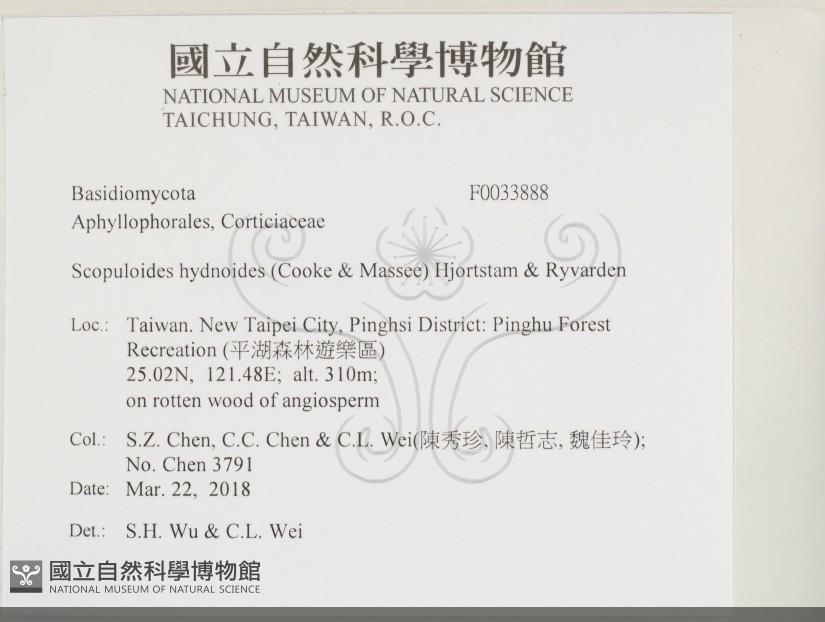 國立自然科學博物館
NATIONAL MUSEUM OF NATURAL SCIENCE
TAICHUNG, TAIWAN, R.O.C.
Basidiomycota F0033888
Aphyllophorales, Corticiaceae
Scopuloides hydnoides (Cooke & Massee) Hjortstam & Ryvarden
Loc.: Taiwan. New Taipei City, Pinghsi District: Pinghu Forest
Recreation (平湖森林遊樂區)
25.02N, 121.48E; alt. 310m;
on rotten wood of angiosperm
Col.: S.Z. Chen, C.C. Chen & C.L. Wei(陳秀珍, 陳哲志, 魏佳玲);
No. Chen 3791
Date: Mar. 22, 2018
Det.: S.H. Wu & C.L. Wei
國立自然科學博物館
NATIONAL MUSEUM OF NATURAL SCIENCE